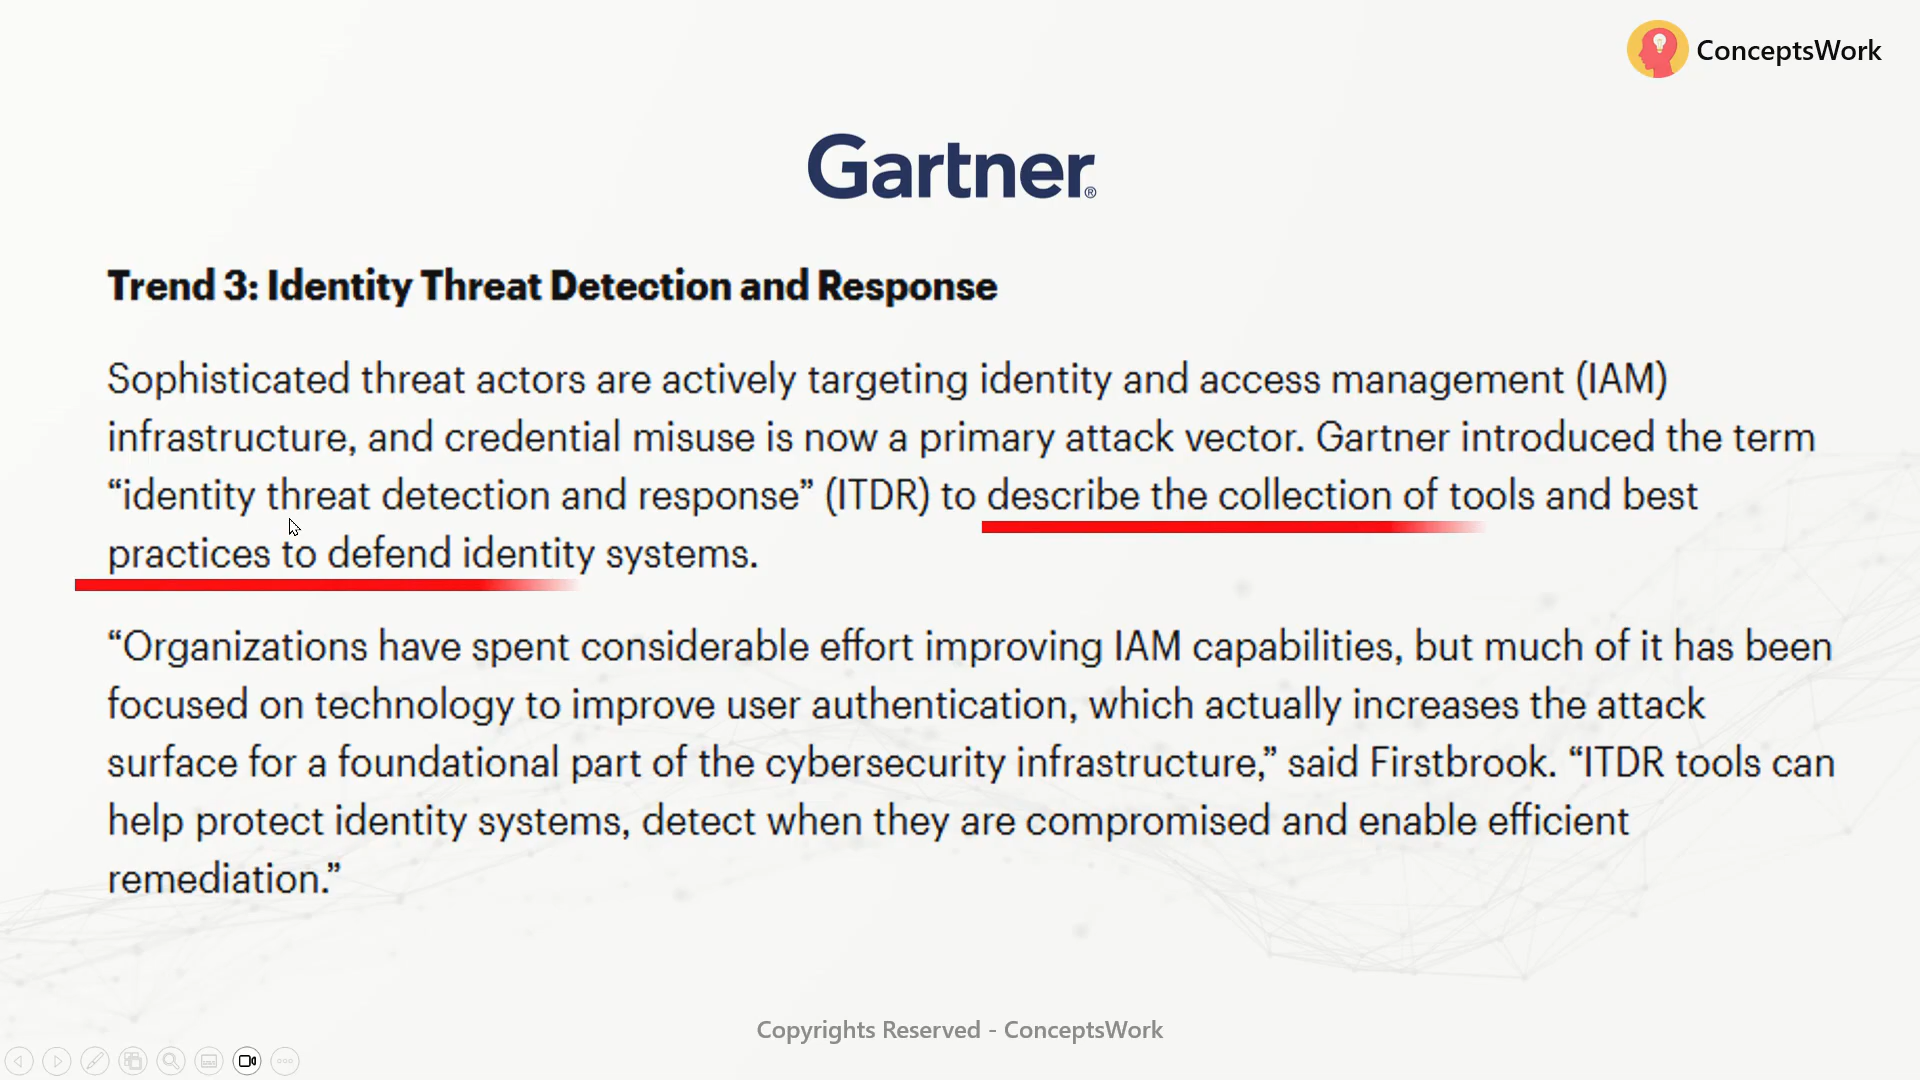 ConceptsWork
Gartner®
Trend 3: Identity Threat Detection and Response
Sophisticated threat actors are actively targeting identity and access management (IAM)
infrastructure, and credential misuse is now a primary attack vector. Gartner introduced the term
“identity threat detection and response” (ITDR) to describe the collection of tools and best
practices to defend identity systems.
“Organizations have spent considerable effort improving IAM capabilities, but much of it has been
focused on technology to improve user authentication, which actually increases the attack
surface for a foundational part of the cybersecurity infrastructure,” said Firstbrook. “ITDR tools can
help protect identity systems, detect when they are compromised and enable efficient
remediation.”
Copyrights Reserved - ConceptsWork